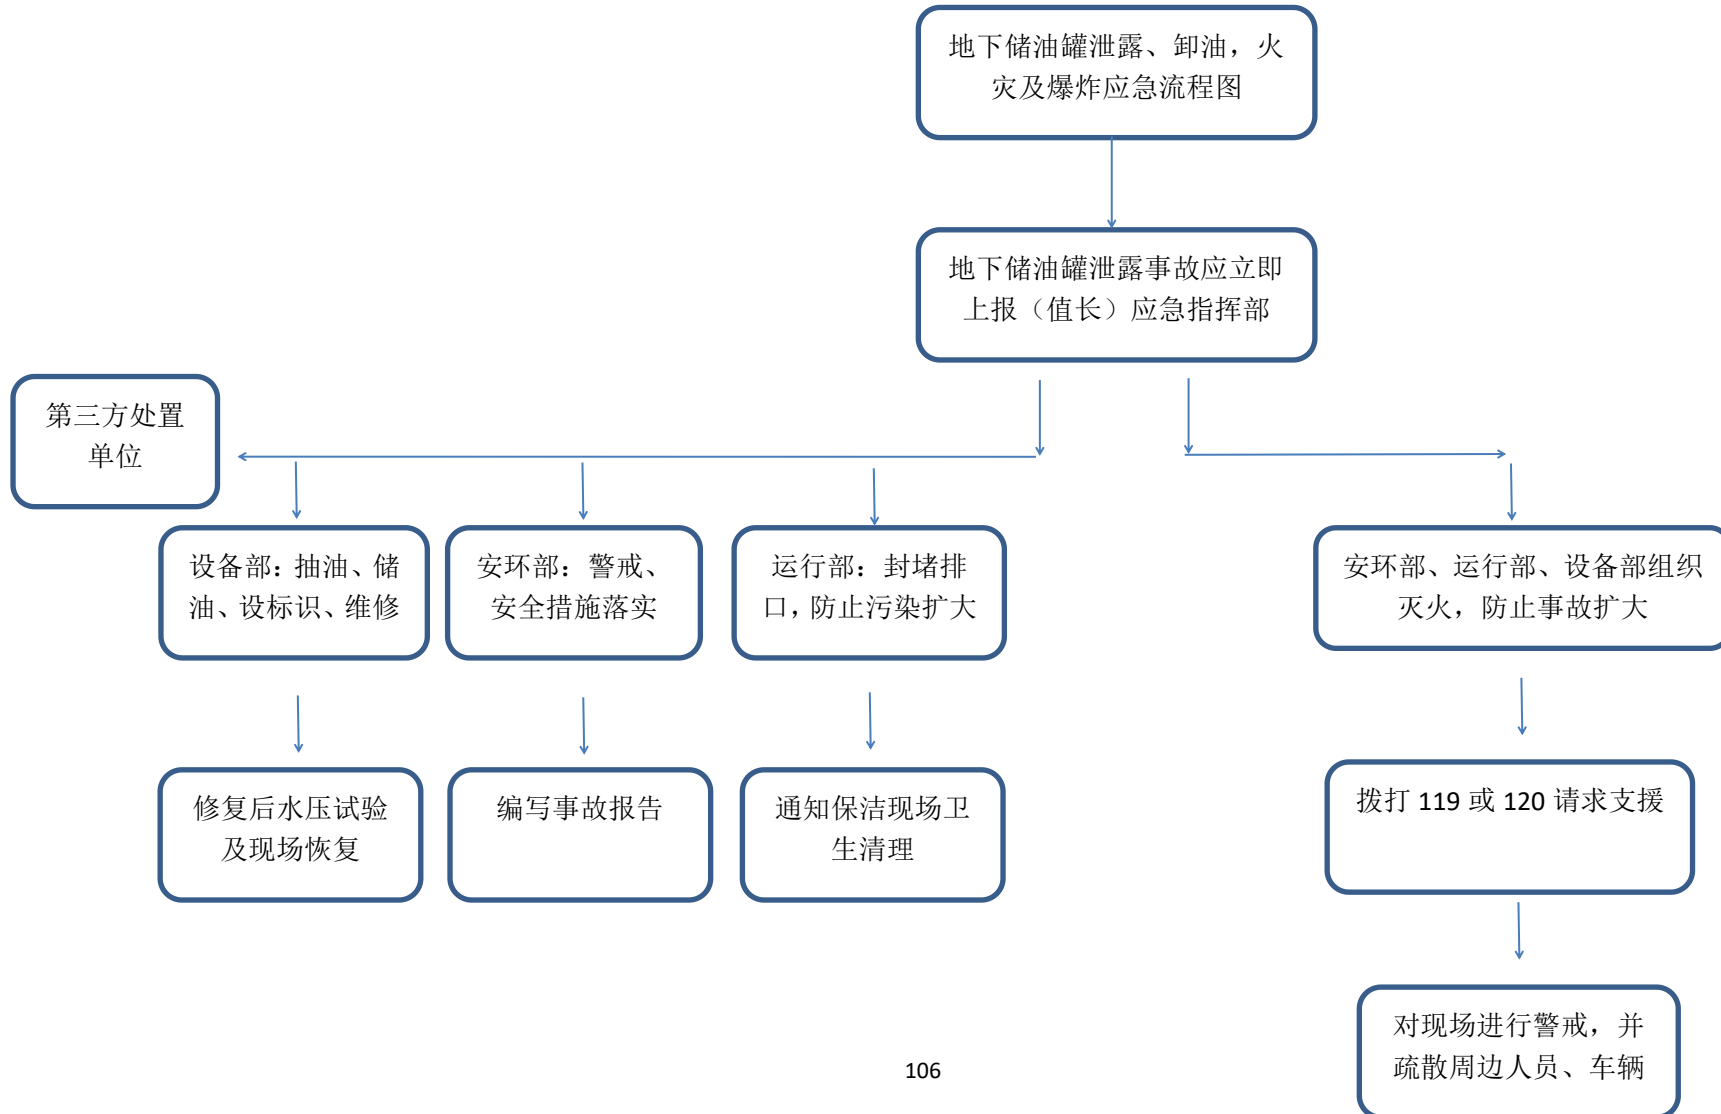 地下储油罐泄露、卸油，火
灾及爆炸应急流程图
地下储油罐泄露事故应立即
上报（值长）应急指挥部
第三方处置
单位
设备部：抽油、储
油、设标识、维修
安环部：警戒、
安全措施落实
运行部：封堵排
口，防止污染扩大
安环部、运行部、设备部组织
灭火，防止事故扩大
修复后水压试验
及现场恢复
编写事故报告
通知保洁现场卫
生清理
拨打 119 或 120 请求支援
对现场进行警戒，并
疏散周边人员、车辆
106